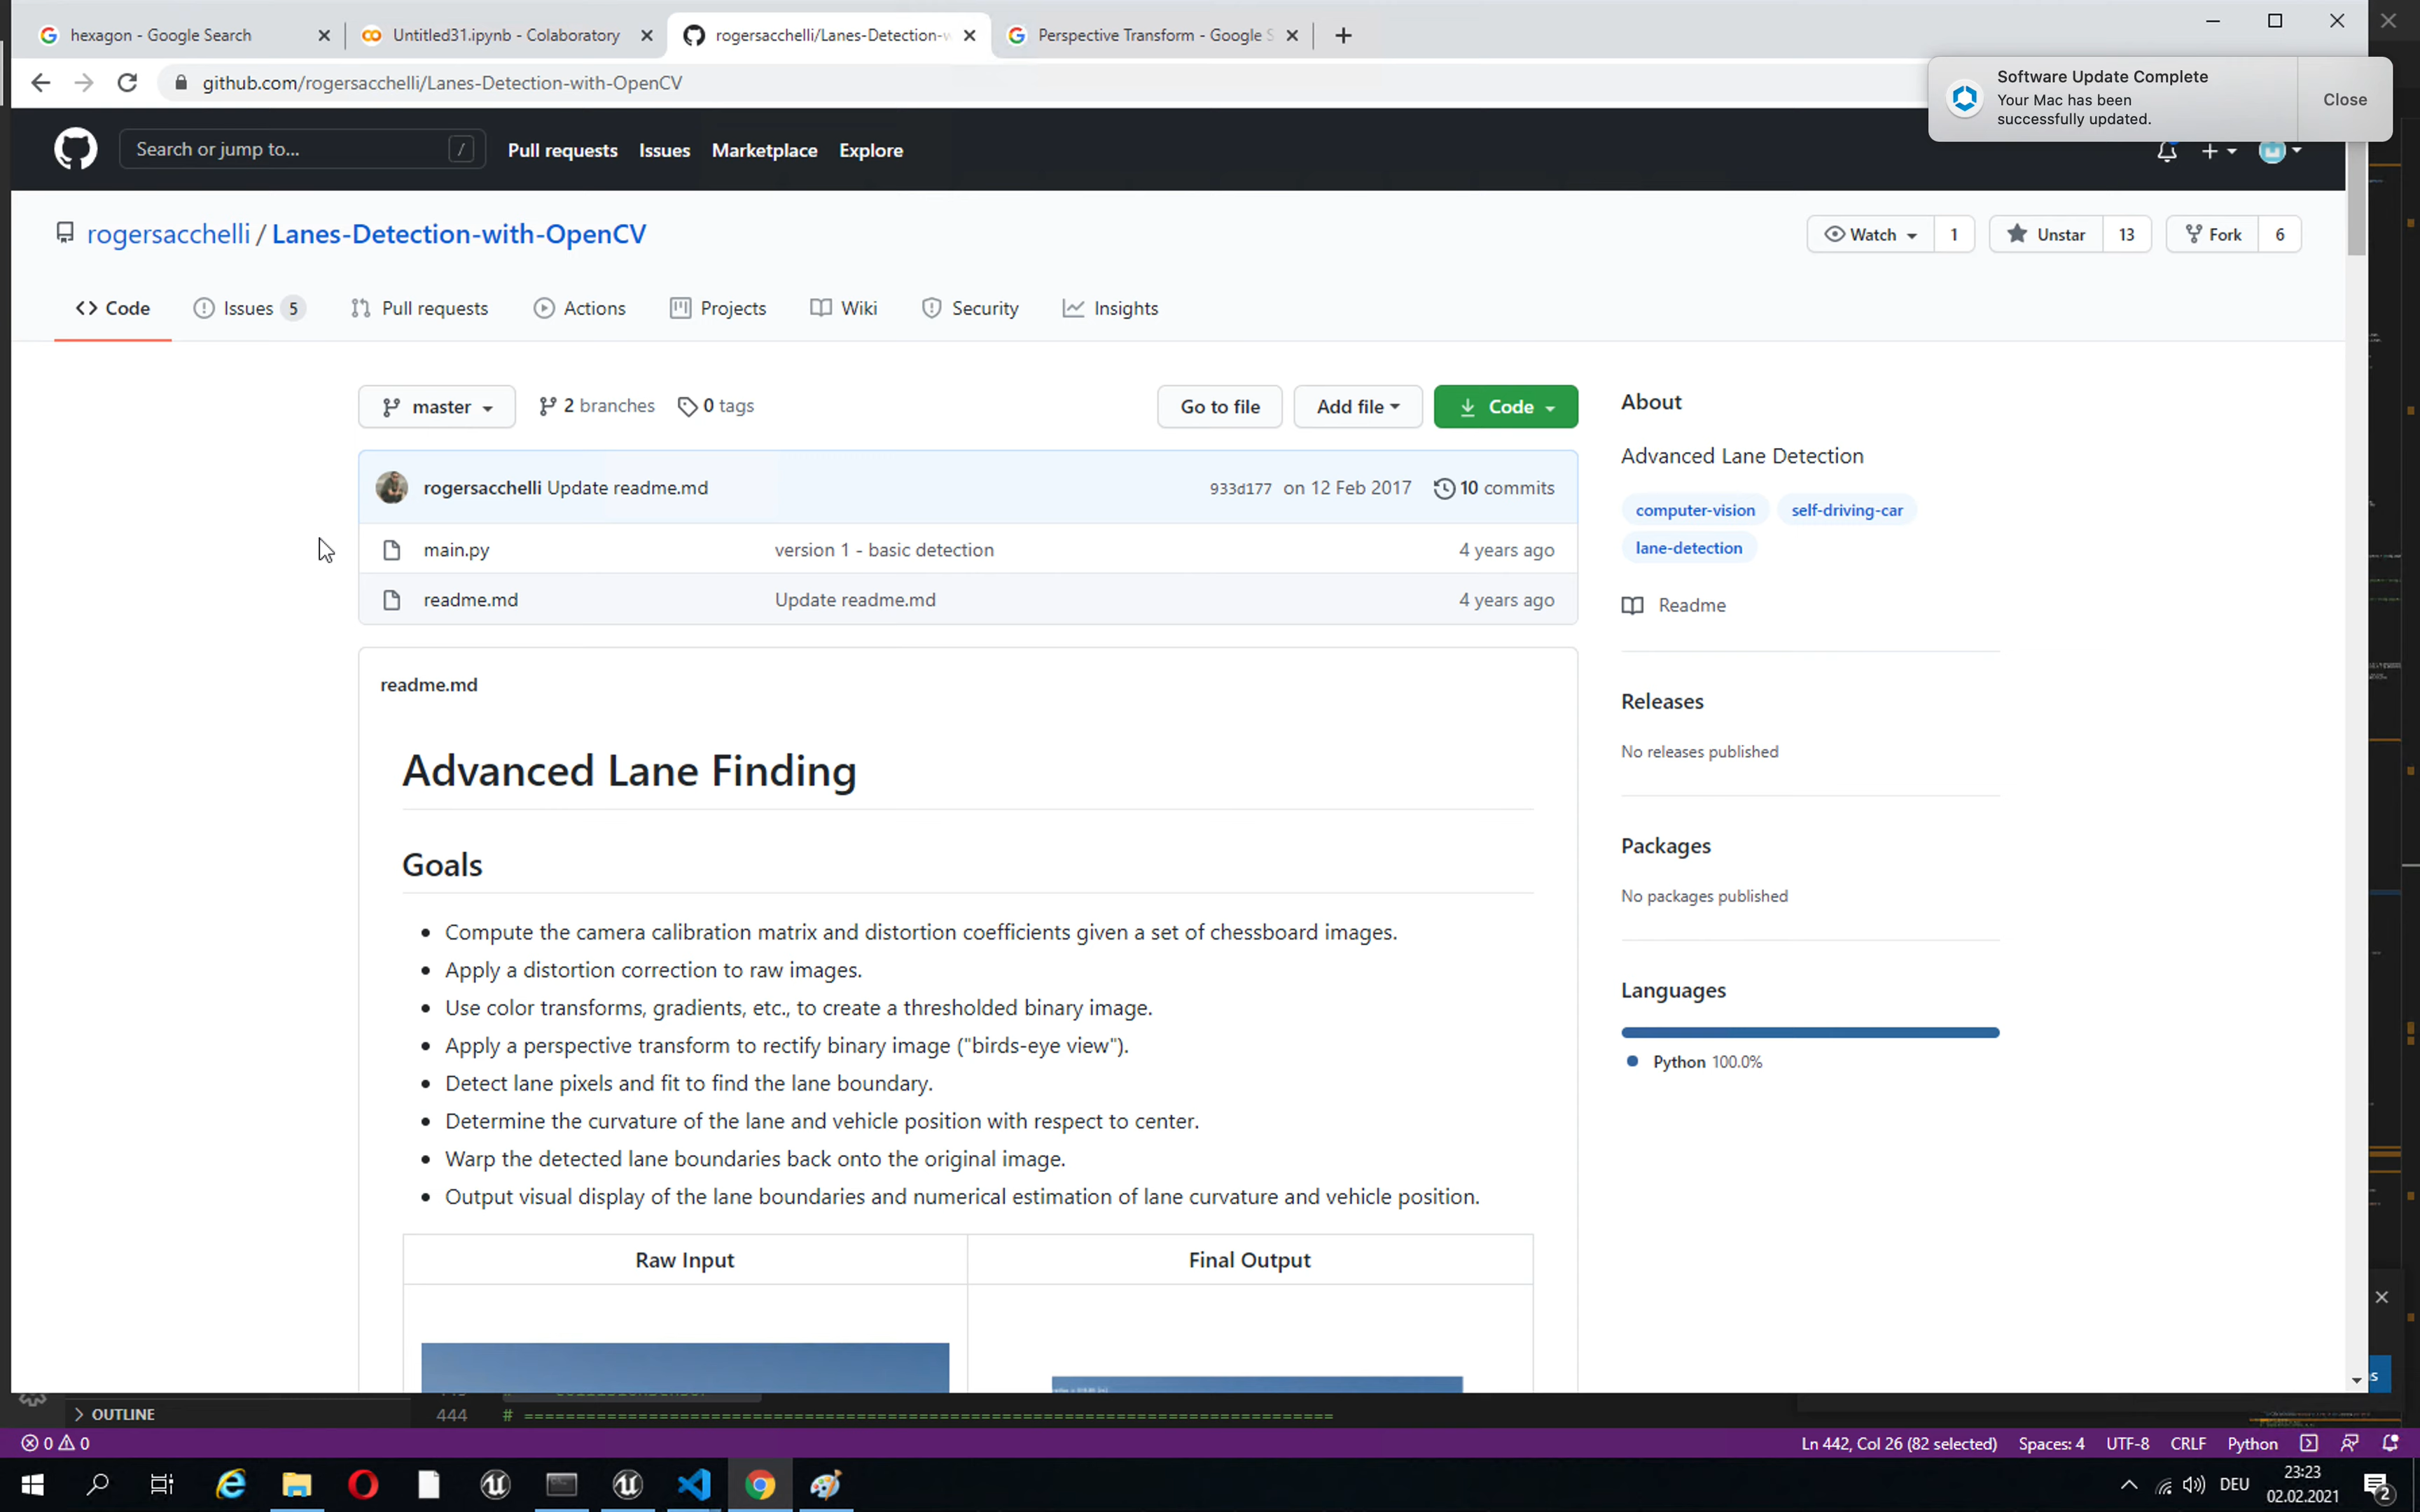 hexagon - Google Search
Untitled31.ipynb - Colaboratory
rogersacchelli/Lanes-Detection-w
Perspective Transform - Google S
github.com/rogersacchelli/Lanes-Detection-with-OpenCV
Software Update Complete
Your Mac has been
successfully updated.
Close
Search or jump to...
/
Pull requests
Issues
Marketplace
Explore
rogersacchelli / Lanes-Detection-with-OpenCV
Watch
1
Unstar
13
Fork
6
Code
Issues 5
Pull requests
Actions
Projects
Wiki
Security
Insights
master
2 branches
0 tags
Go to file
Add file
Code
About
Advanced Lane Detection
computer-vision
self-driving-car
lane-detection
Readme
rogersacchelli Update readme.md
933d177 on 12 Feb 2017
10 commits
main.py
version 1 - basic detection
4 years ago
readme.md
Update readme.md
4 years ago
Releases
No releases published
Packages
No packages published
Languages
Python 100.0%
readme.md
Advanced Lane Finding
Goals
• Compute the camera calibration matrix and distortion coefficients given a set of chessboard images.
• Apply a distortion correction to raw images.
• Use color transforms, gradients, etc., to create a thresholded binary image.
• Apply a perspective transform to rectify binary image ("birds-eye view").
• Detect lane pixels and fit to find the lane boundary.
• Determine the curvature of the lane and vehicle position with respect to center.
• Warp the detected lane boundaries back onto the original image.
• Output visual display of the lane boundaries and numerical estimation of lane curvature and vehicle position.
Raw Input
Final Output
OUTLINE
444
# ==============================================================================
0
0
Ln 442, Col 26 (82 selected)
Spaces: 4
UTF-8
CRLF
Python
DEU
23:23
02.02.2021
2